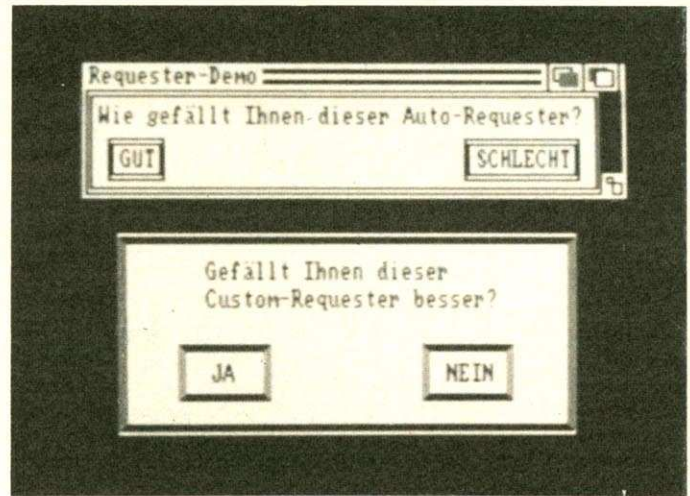 Requester-Demo
Wie gefällt Ihnen dieser Auto-Requester?
GUT
SCHLECHT
Gefällt Ihnen dieser
Custom-Requester besser?
JA
NEIN